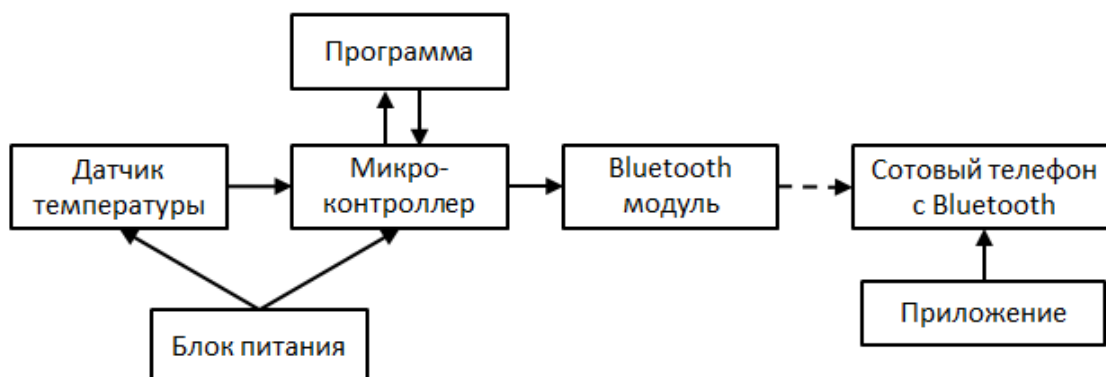 Программа
Датчик
температуры
Микро-
контроллер
Bluetooth
модуль
Сотовый телефон
с Bluetooth
Блок питания
Приложение